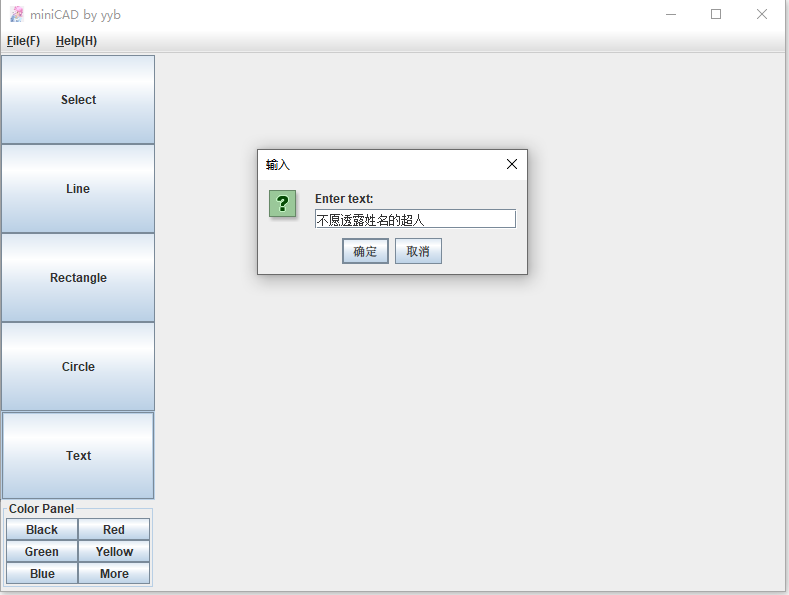 miniCAD by yyb
File(F) Help(H)
Select
Line
Rectangle
Circle
Text
Color Panel
Black Red
Green Yellow
Blue More
输入
?
Enter text:
不愿透露姓名的超人
确定 取消